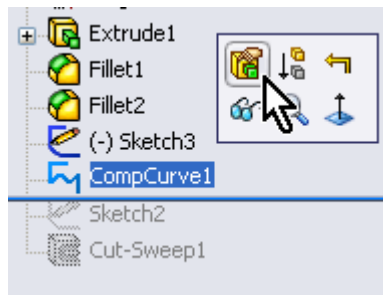 Extrude1
Fillet1
Fillet2
(-) Sketch3
CompCurve1
Sketch2
Cut-Sweep1